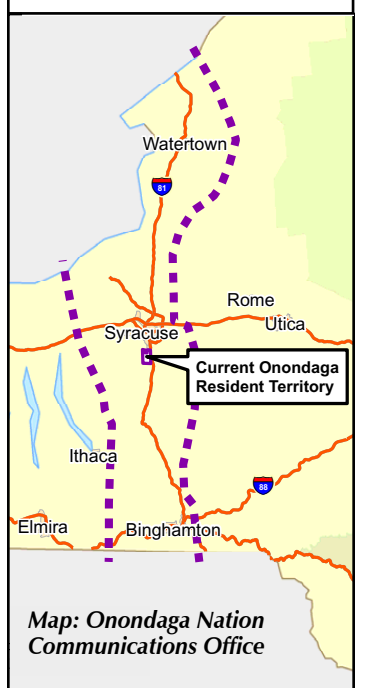 Watertown
81
Rome
Utica
Syracuse
Current Onondaga
Resident Territory
Ithaca
88
Elmira
Binghamton
Map: Onondaga Nation
Communications Office